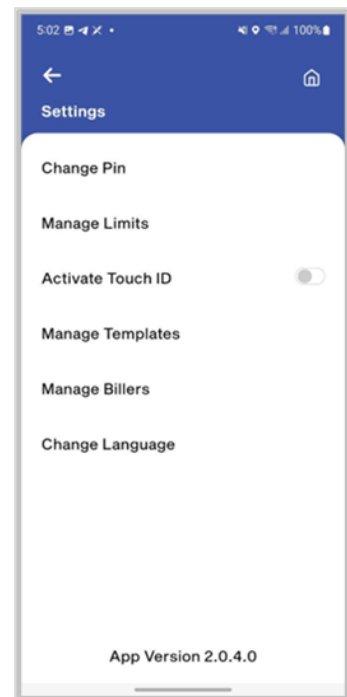 5:02 100%
Settings
Change Pin
Manage Limits
Activate Touch ID
Manage Templates
Manage Billers
Change Language
App Version 2.0.4.0